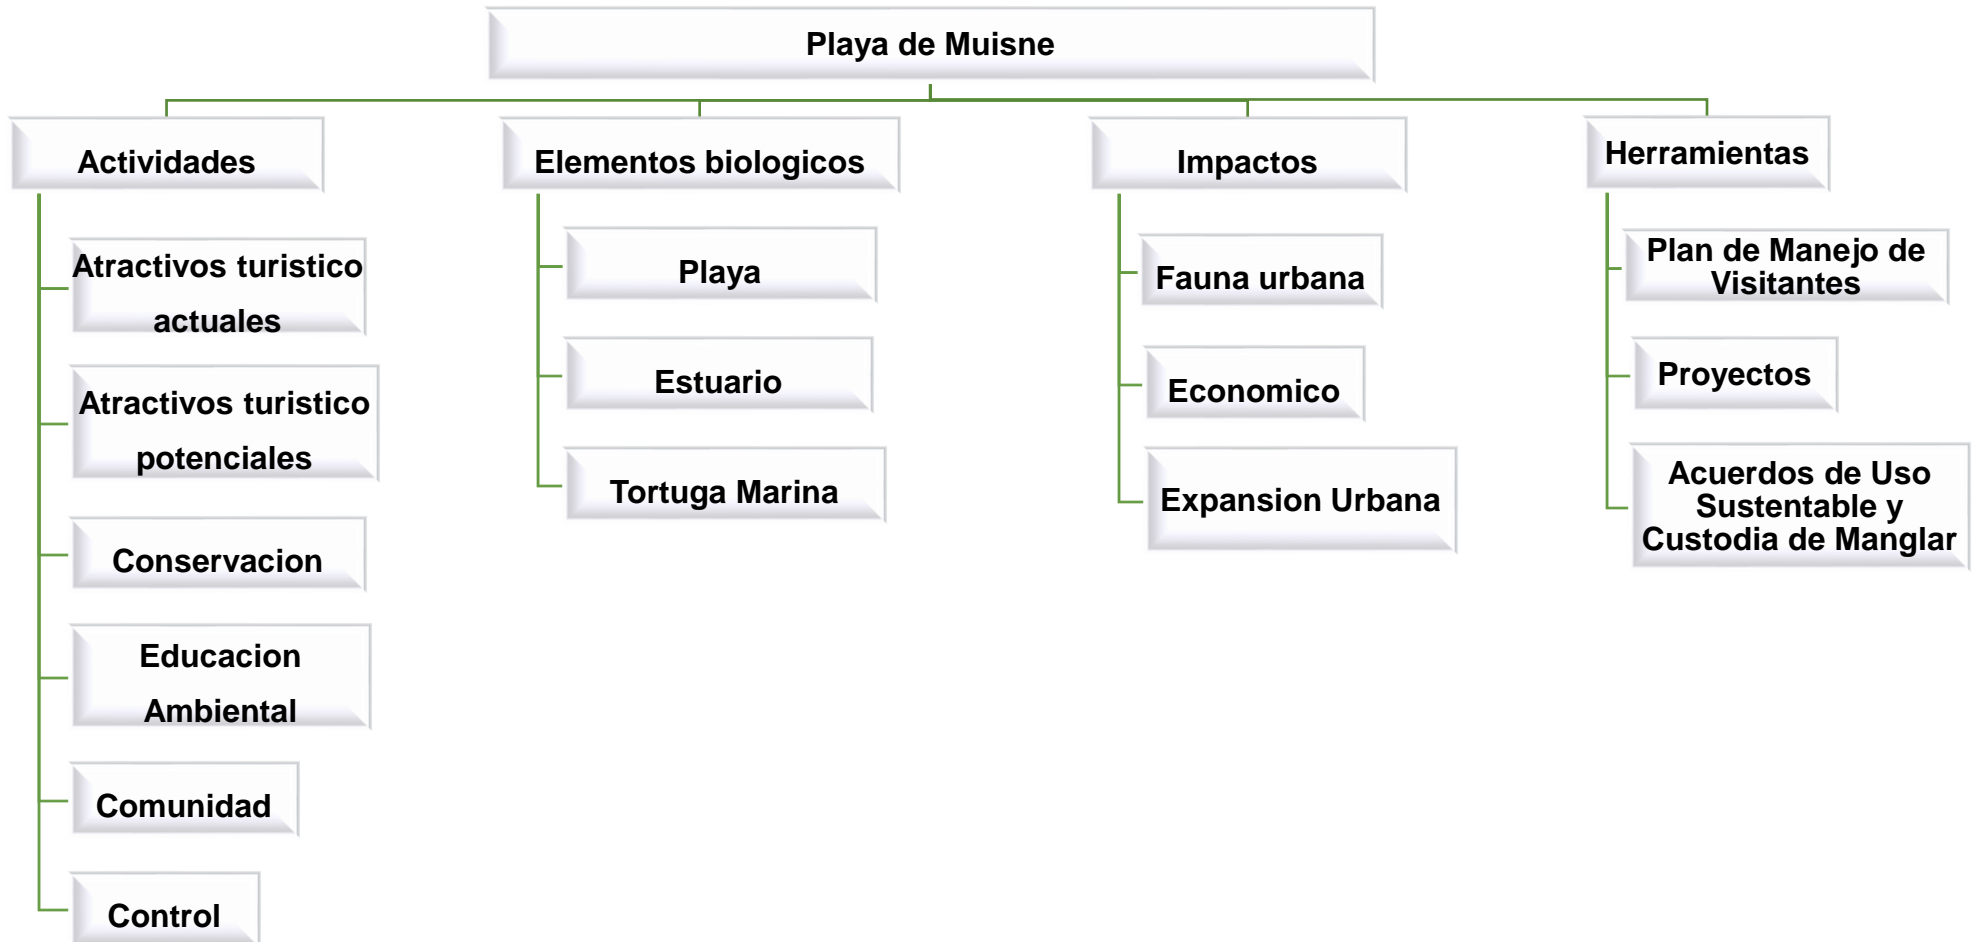 Playa de Muisne
Actividades
Atractivos turistico
actuales
Atractivos turistico
potenciales
Conservacion
Educacion
Ambiental
Comunidad
Control
Elementos biologicos
Playa
Estuario
Tortuga Marina
Impactos
Fauna urbana
Economico
Expansion Urbana
Herramientas
Plan de Manejo de
Visitantes
Proyectos
Acuerdos de Uso
Sustentable y
Custodia de Manglar